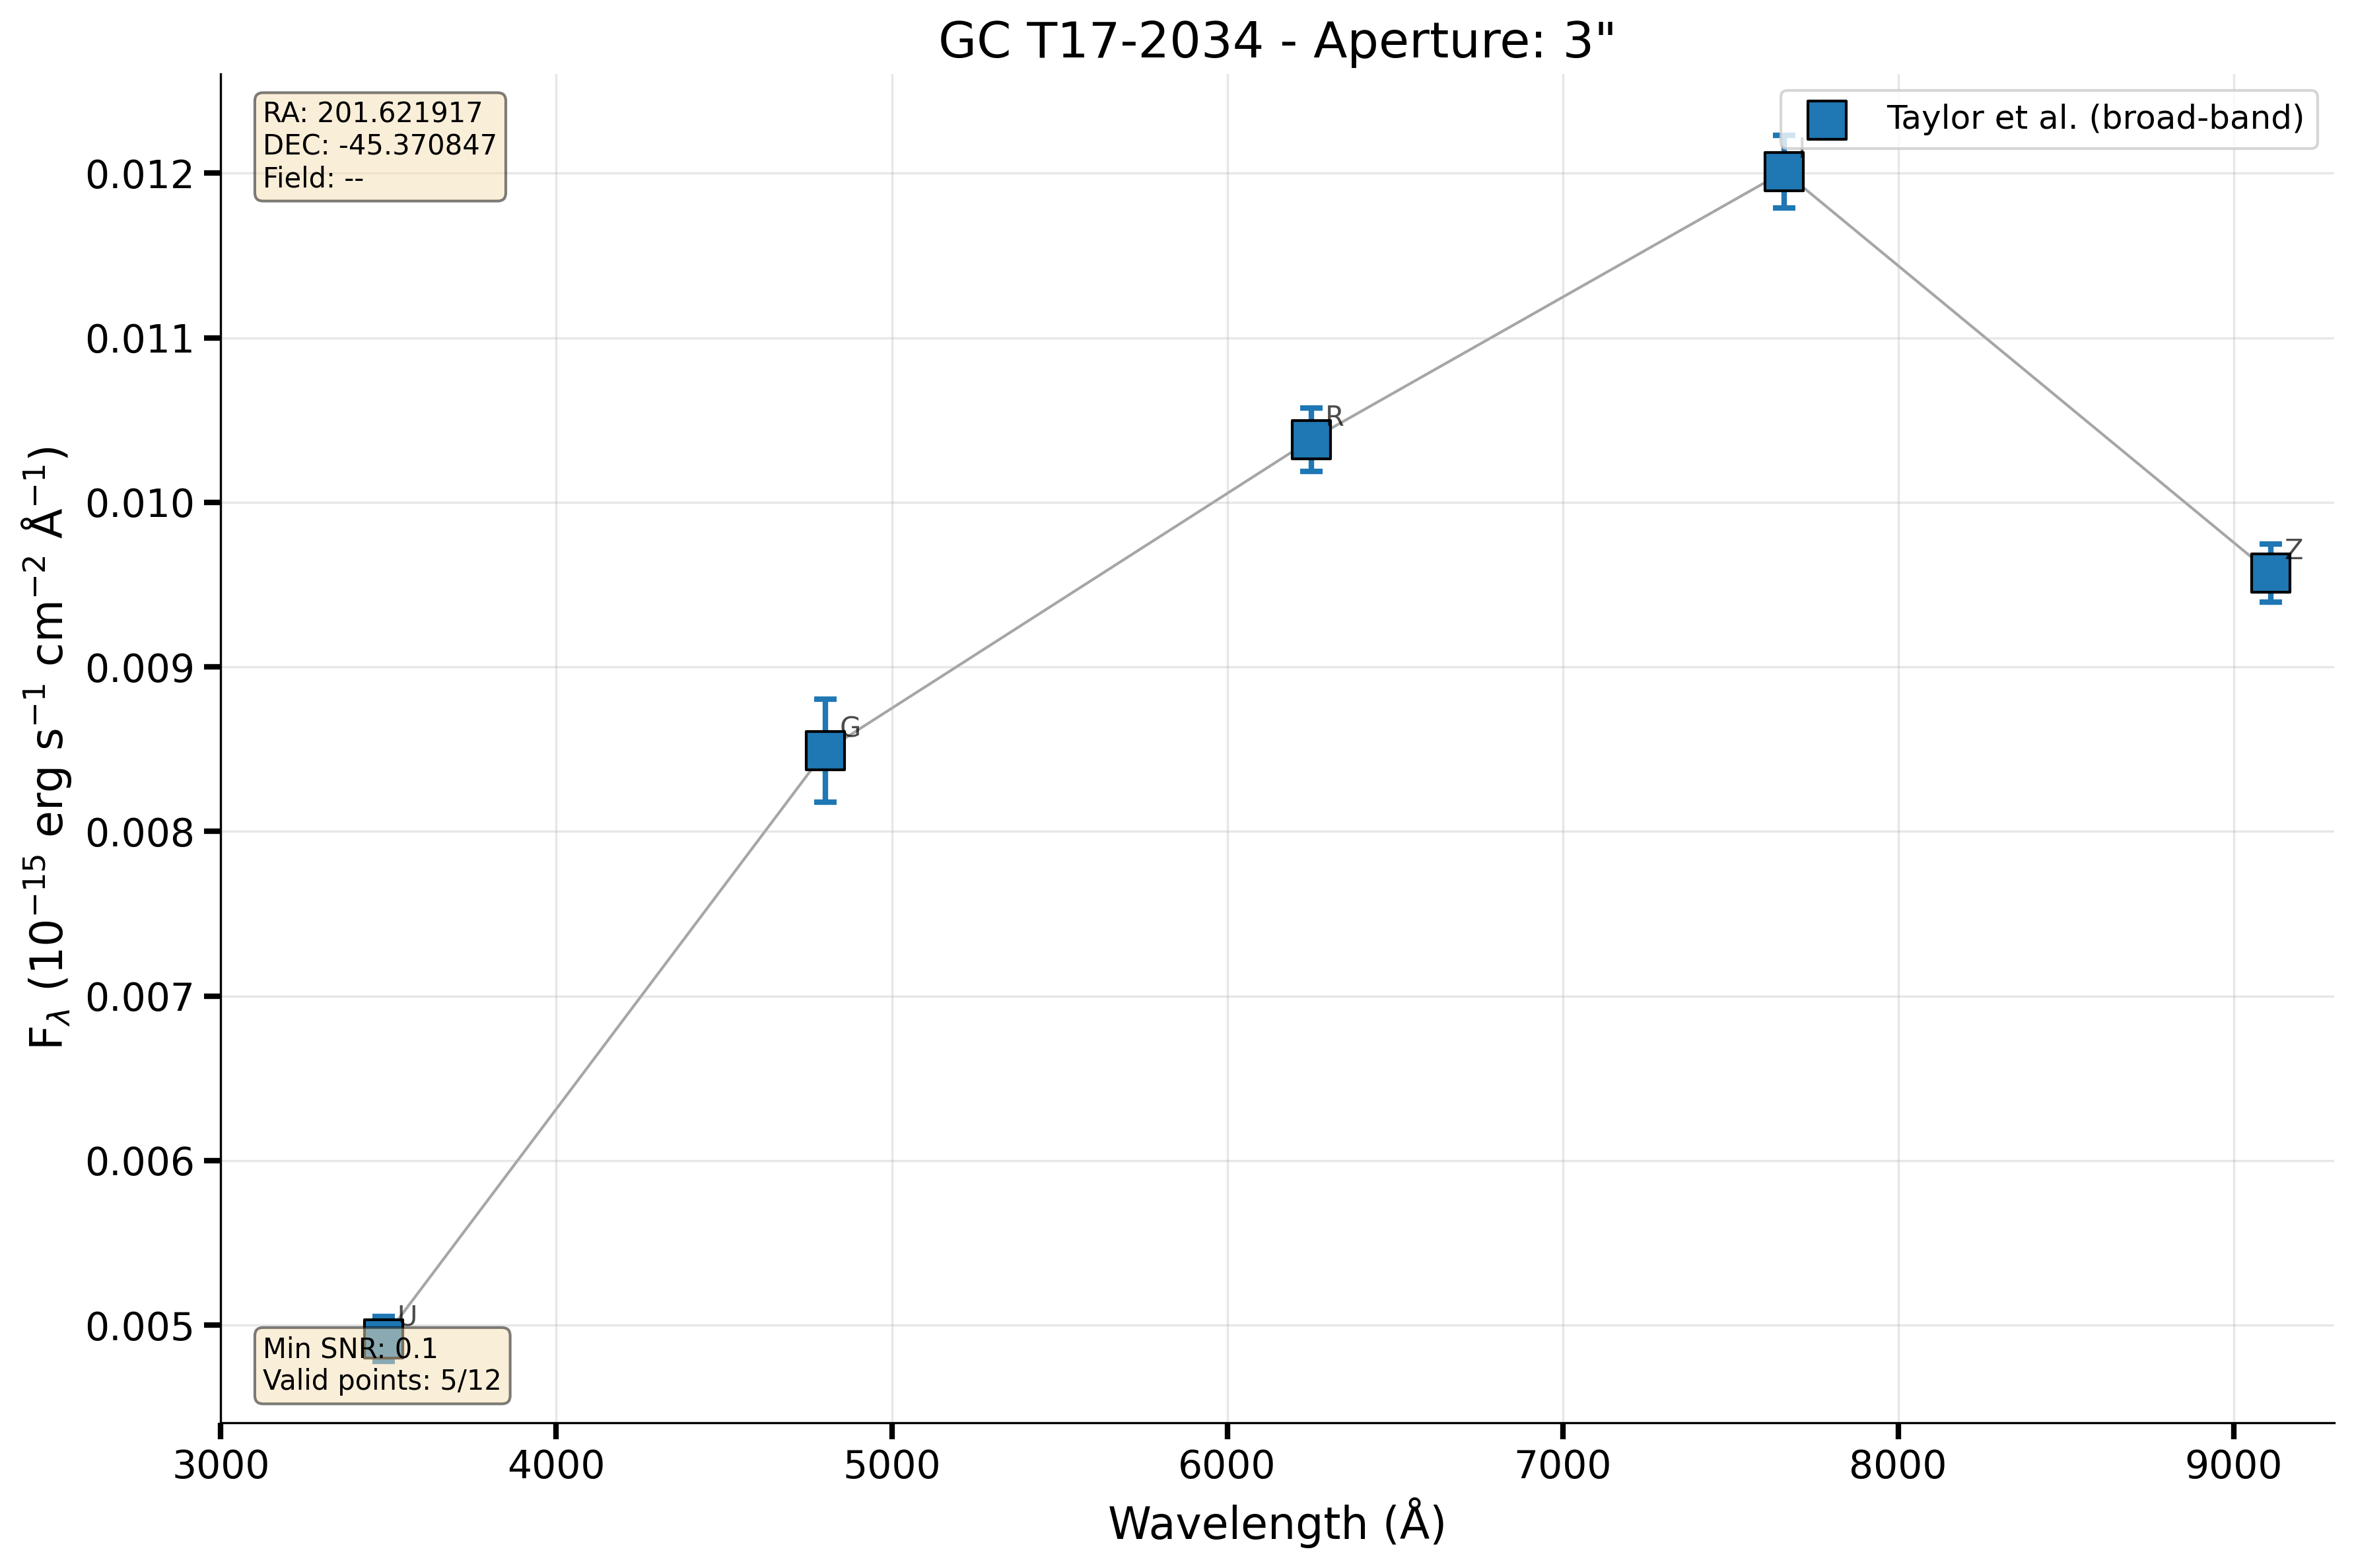 GC T17-2034 - Aperture: 3"
RA: 201.621917
DEC: -45.370847
Field: --
Taylor et al. (broad-band)
0.012
0.011
0.010
0.009
0.008
0.007
0.006
0.005
F_λ (10⁻¹⁵ erg s⁻¹ cm⁻² Å⁻¹)
U
G
R
Z
Min SNR: 0.1
Valid points: 5/12
3000 4000 5000 6000 7000 8000 9000
Wavelength (Å)